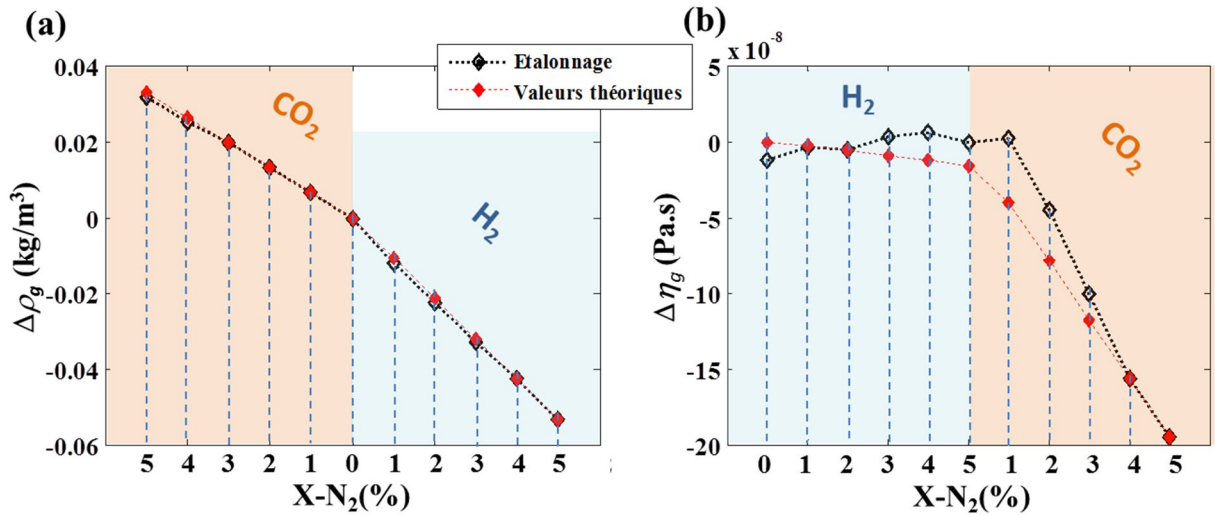 (a)
(b)
x 10⁻⁸
Etalonnage
Valeurs théoriques
CO₂
H₂
0.04
0.02
0
-0.02
-0.04
-0.06
Δρg (kg/m³)
5 4 3 2 1 0 1 2 3 4 5
X-N₂(%)
H₂
CO₂
5
0
-5
-10
-15
-20
Δηg (Pa.s)
0 1 2 3 4 5 1 2 3 4 5
X-N₂(%)